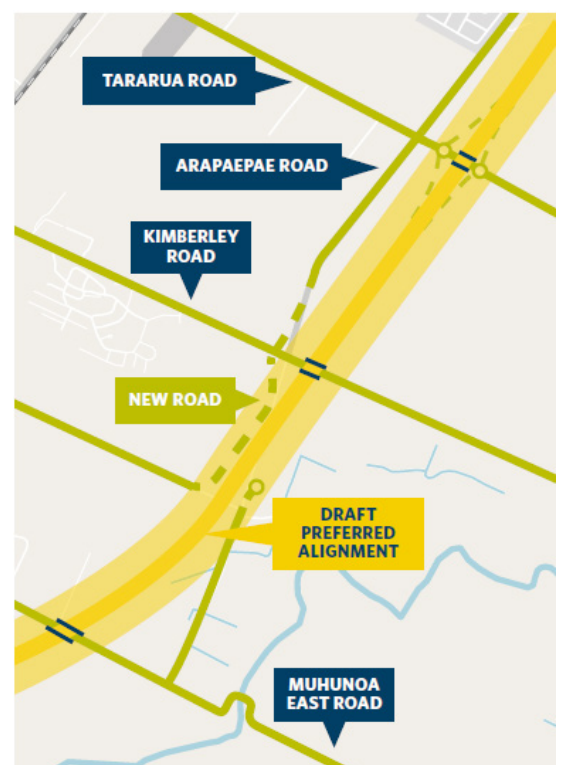 TARARUA ROAD
ARAPAEPAE ROAD
KIMBERLEY
ROAD
NEW ROAD
DRAFT
PREFERRED
ALIGNMENT
MUHUNOA
EAST ROAD